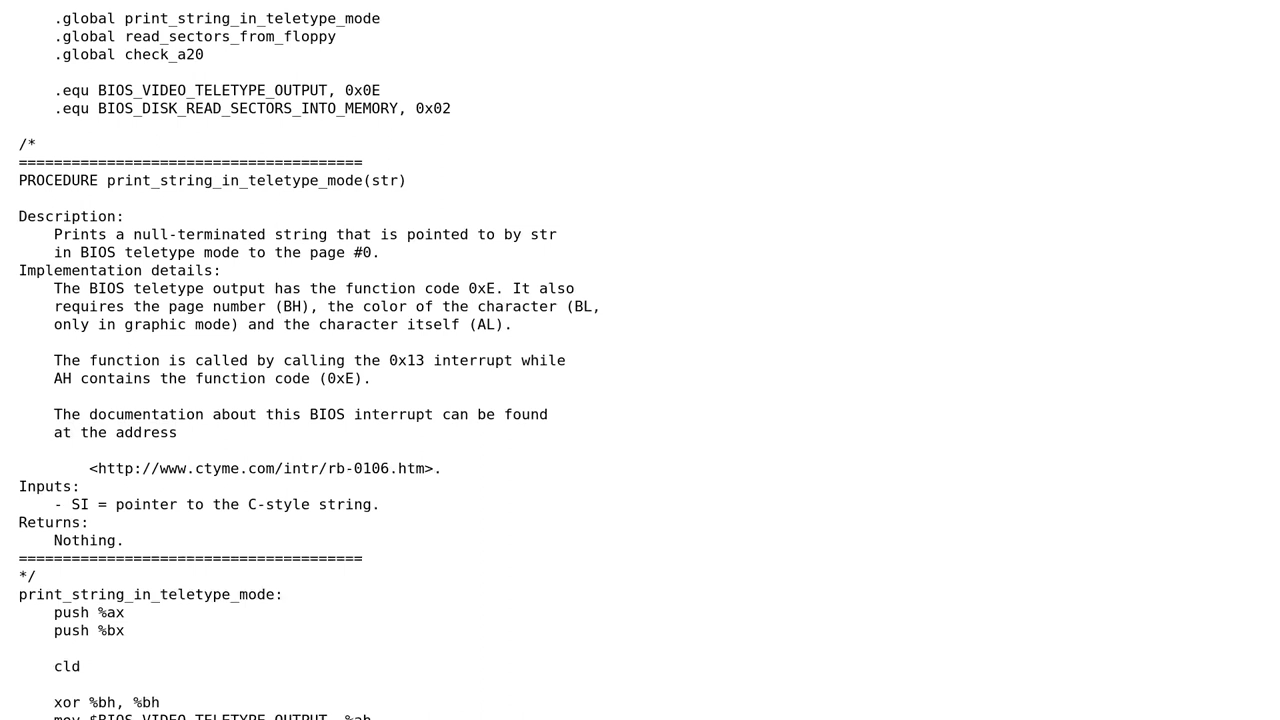 .global print_string_in_teletype_mode
    .global read_sectors_from_floppy
    .global check_a20

    .equ BIOS_VIDEO_TELETYPE_OUTPUT, 0x0E
    .equ BIOS_DISK_READ_SECTORS_INTO_MEMORY, 0x02

/*
=======================================
PROCEDURE print_string_in_teletype_mode(str)

Description:
    Prints a null-terminated string that is pointed to by str
    in BIOS teletype mode to the page #0.
Implementation details:
    The BIOS teletype output has the function code 0xE. It also
    requires the page number (BH), the color of the character (BL,
    only in graphic mode) and the character itself (AL).

    The function is called by calling the 0x13 interrupt while
    AH contains the function code (0xE).

    The documentation about this BIOS interrupt can be found
    at the address

        <http://www.ctyme.com/intr/rb-0106.htm>.
Inputs:
    - SI = pointer to the C-style string.
Returns:
    Nothing.
=======================================
*/
print_string_in_teletype_mode:
    push %ax
    push %bx

    cld

    xor %bh, %bh
    mov $BIOS_VIDEO_TELETYPE_OUTPUT, %ah